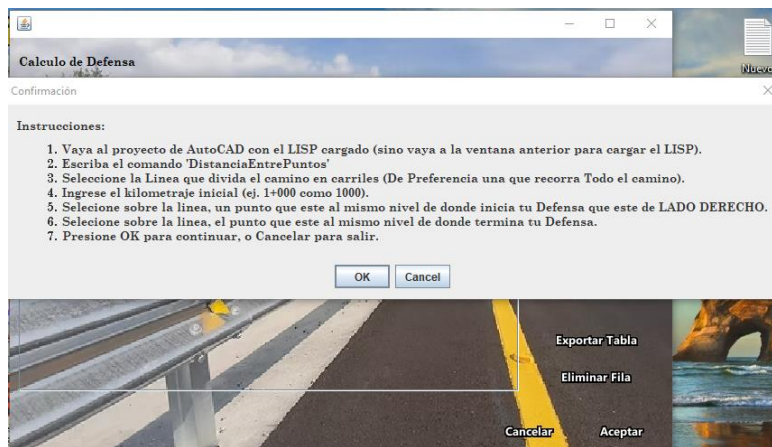 Calculo de Defensa
Nuevo
Confirmación
Instrucciones:
1. Vaya al proyecto de AutoCAD con el LISP cargado (sino vaya a la ventana anterior para cargar el LISP).
2. Escriba el comando 'DistanciaEntrePuntos'
3. Seleccione la Linea que divida el camino en carriles (De Preferencia una que recorra Todo el camino).
4. Ingrese el kilometraje inicial (ej. 1+000 como 1000).
5. Selecione sobre la linea, un punto que este al mismo nivel de donde inicia tu Defensa que este de LADO DERECHO.
6. Selecione sobre la linea, el punto que este al mismo nivel de donde termina tu Defensa.
7. Presione OK para continuar, o Cancelar para salir.
OK Cancel
Exportar Tabla
Eliminar Fila
Cancelar Aceptar